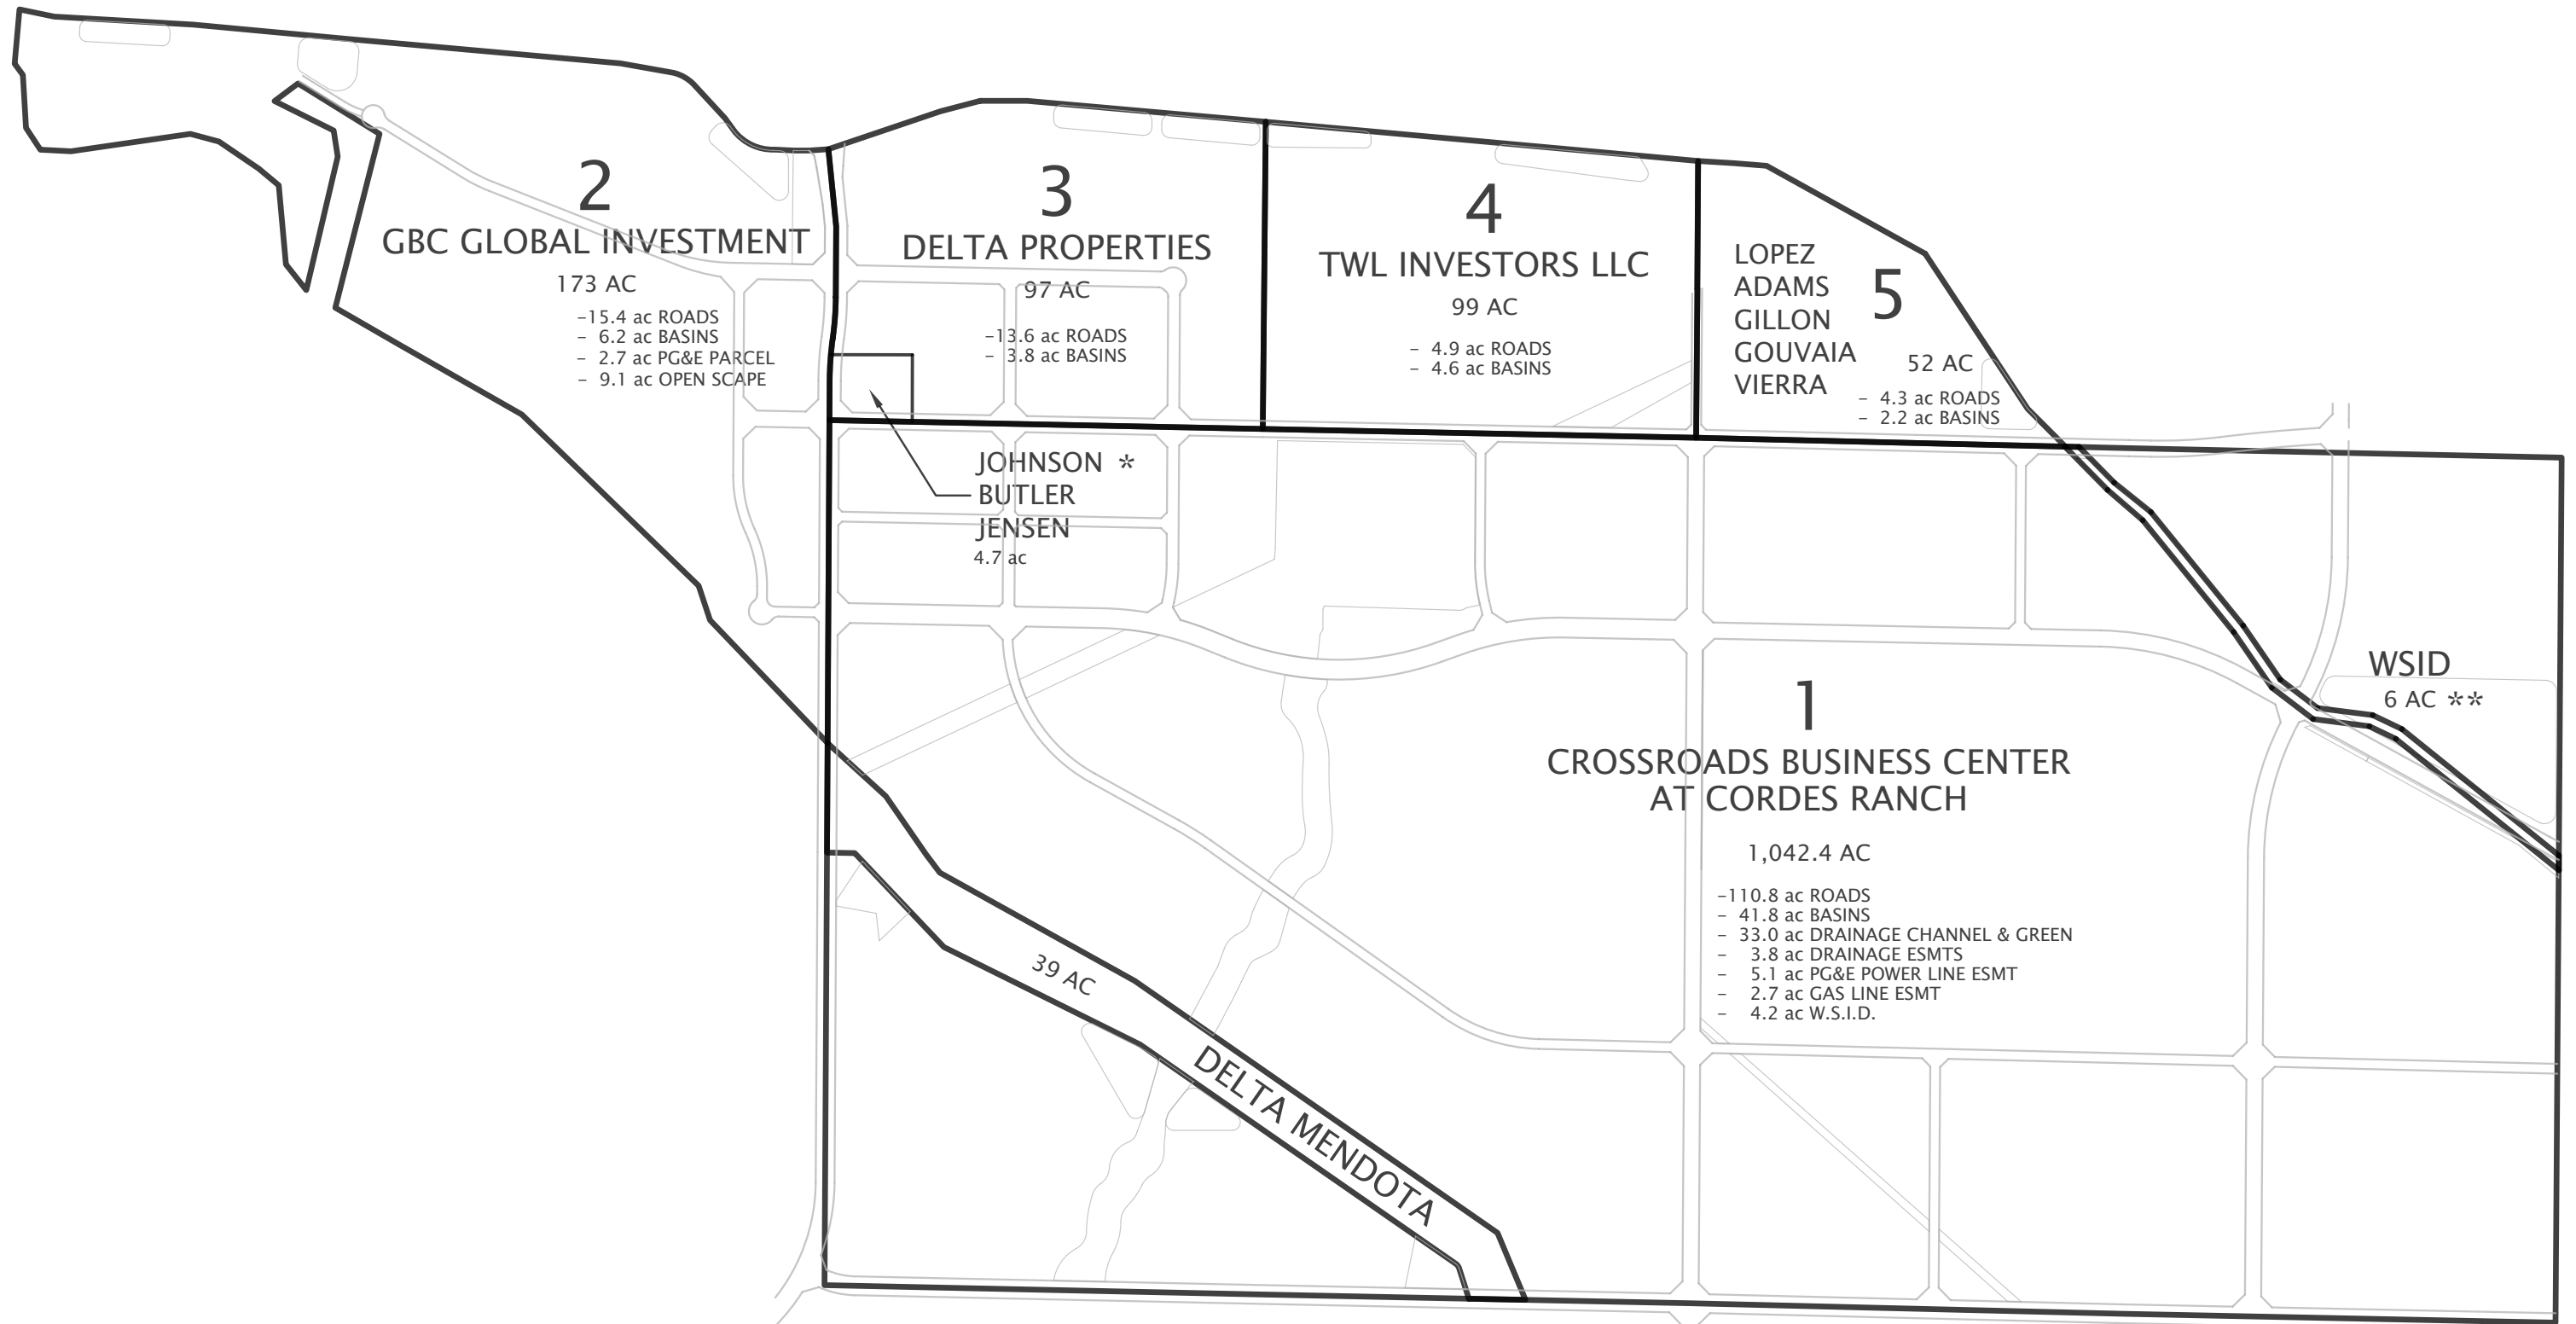 2
GBC GLOBAL INVESTMENT
173 AC
-15.4 ac ROADS
- 6.2 ac BASINS
- 2.7 ac PG&E PARCEL
- 9.1 ac OPEN SCAPE
3
DELTA PROPERTIES
97 AC
-13.6 ac ROADS
- 3.8 ac BASINS
4
TWL INVESTORS LLC
99 AC
- 4.9 ac ROADS
- 4.6 ac BASINS
LOPEZ
ADAMS
GILLON
GOUVAIA
VIERRA
5
52 AC
- 4.3 ac ROADS
- 2.2 ac BASINS
JOHNSON *
BUTLER
JENSEN
4.7 ac
WSID
6 AC **
1
CROSSROADS BUSINESS CENTER
AT CORDES RANCH
1,042.4 AC
-110.8 ac ROADS
- 41.8 ac BASINS
- 33.0 ac DRAINAGE CHANNEL & GREEN
- 3.8 ac DRAINAGE ESMTS
- 5.1 ac PG&E POWER LINE ESMT
- 2.7 ac GAS LINE ESMT
- 4.2 ac W.S.I.D.
39 AC
DELTA MENDOTA